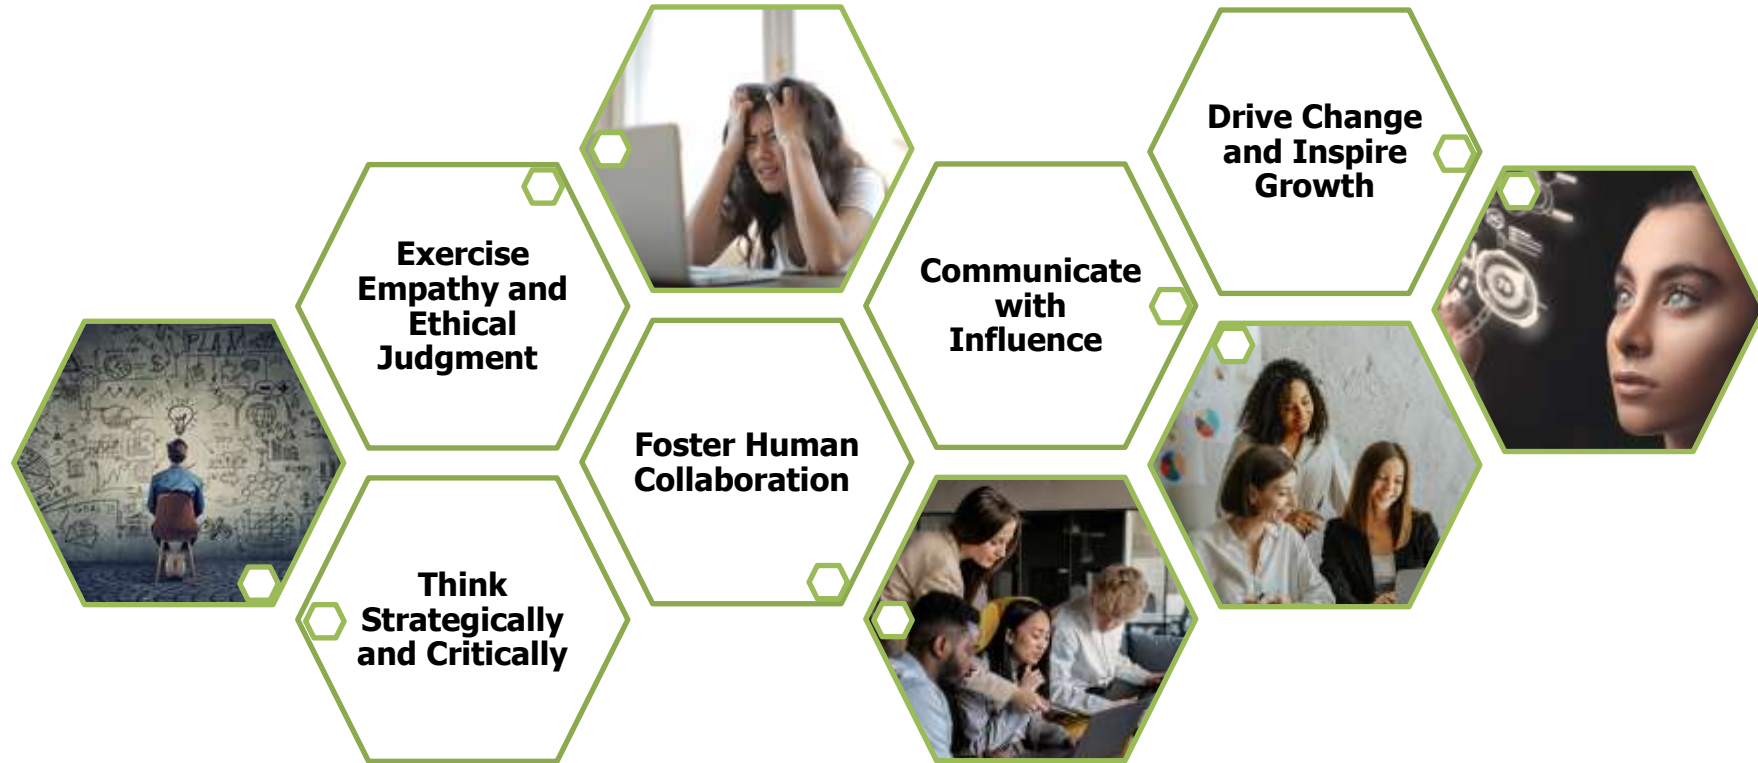 Exercise
Empathy and
Ethical
Judgment
Think
Strategically
and Critically
Foster Human
Collaboration
Communicate
with
Influence
Drive Change
and Inspire
Growth
PLAN